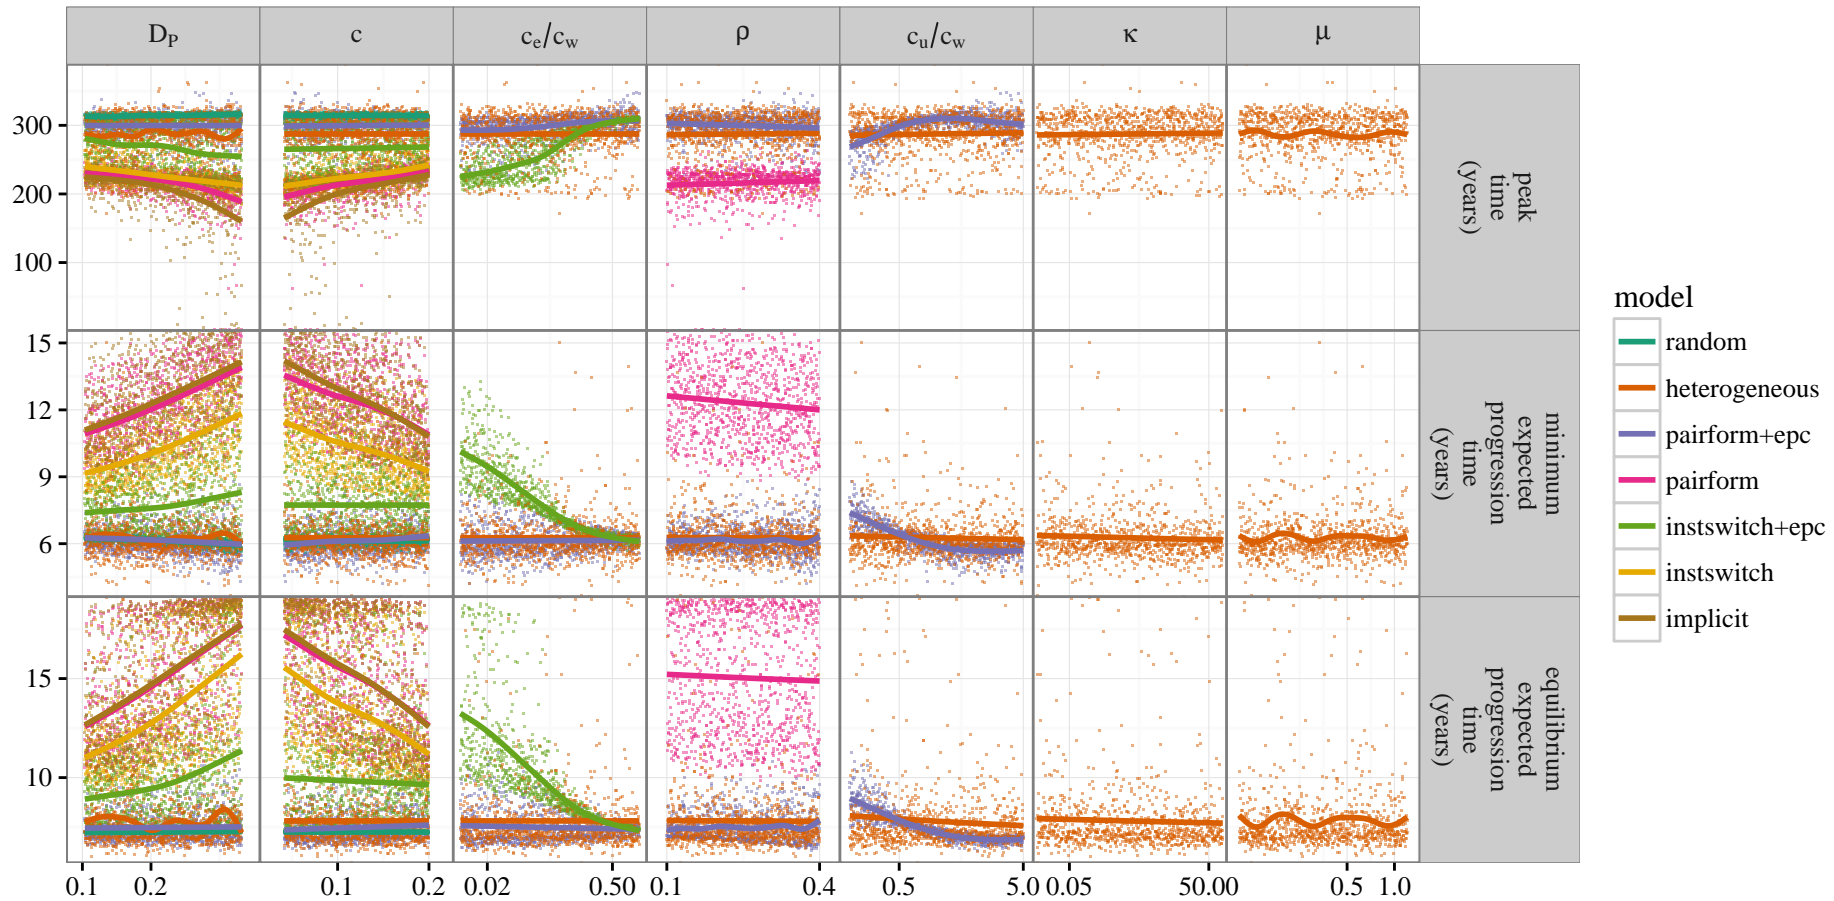 D_P c c_e/c_w ρ c_u/c_w κ μ
300
200
100
peak
time
(years)
15
12
9
6
minimum
expected
progression
time
(years)
15
10
equilibrium
expected
progression
time
(years)
0.1 0.2 0.1 0.2 0.02 0.50 0.1 0.4 0.5 5.0 0.05 50.00 0.5 1.0
model
random
heterogeneous
pairform+epc
pairform
instswitch+epc
instswitch
implicit